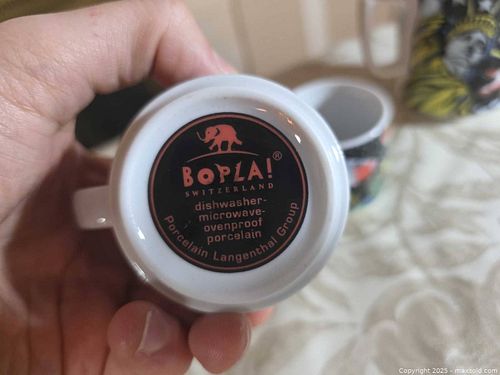 BOPLA!®
SWITZERLAND
dishwasher-
microwave-
ovenproof
porcelain
Porcelain Langenthal Group
Copyright 2025 - maxsold.com